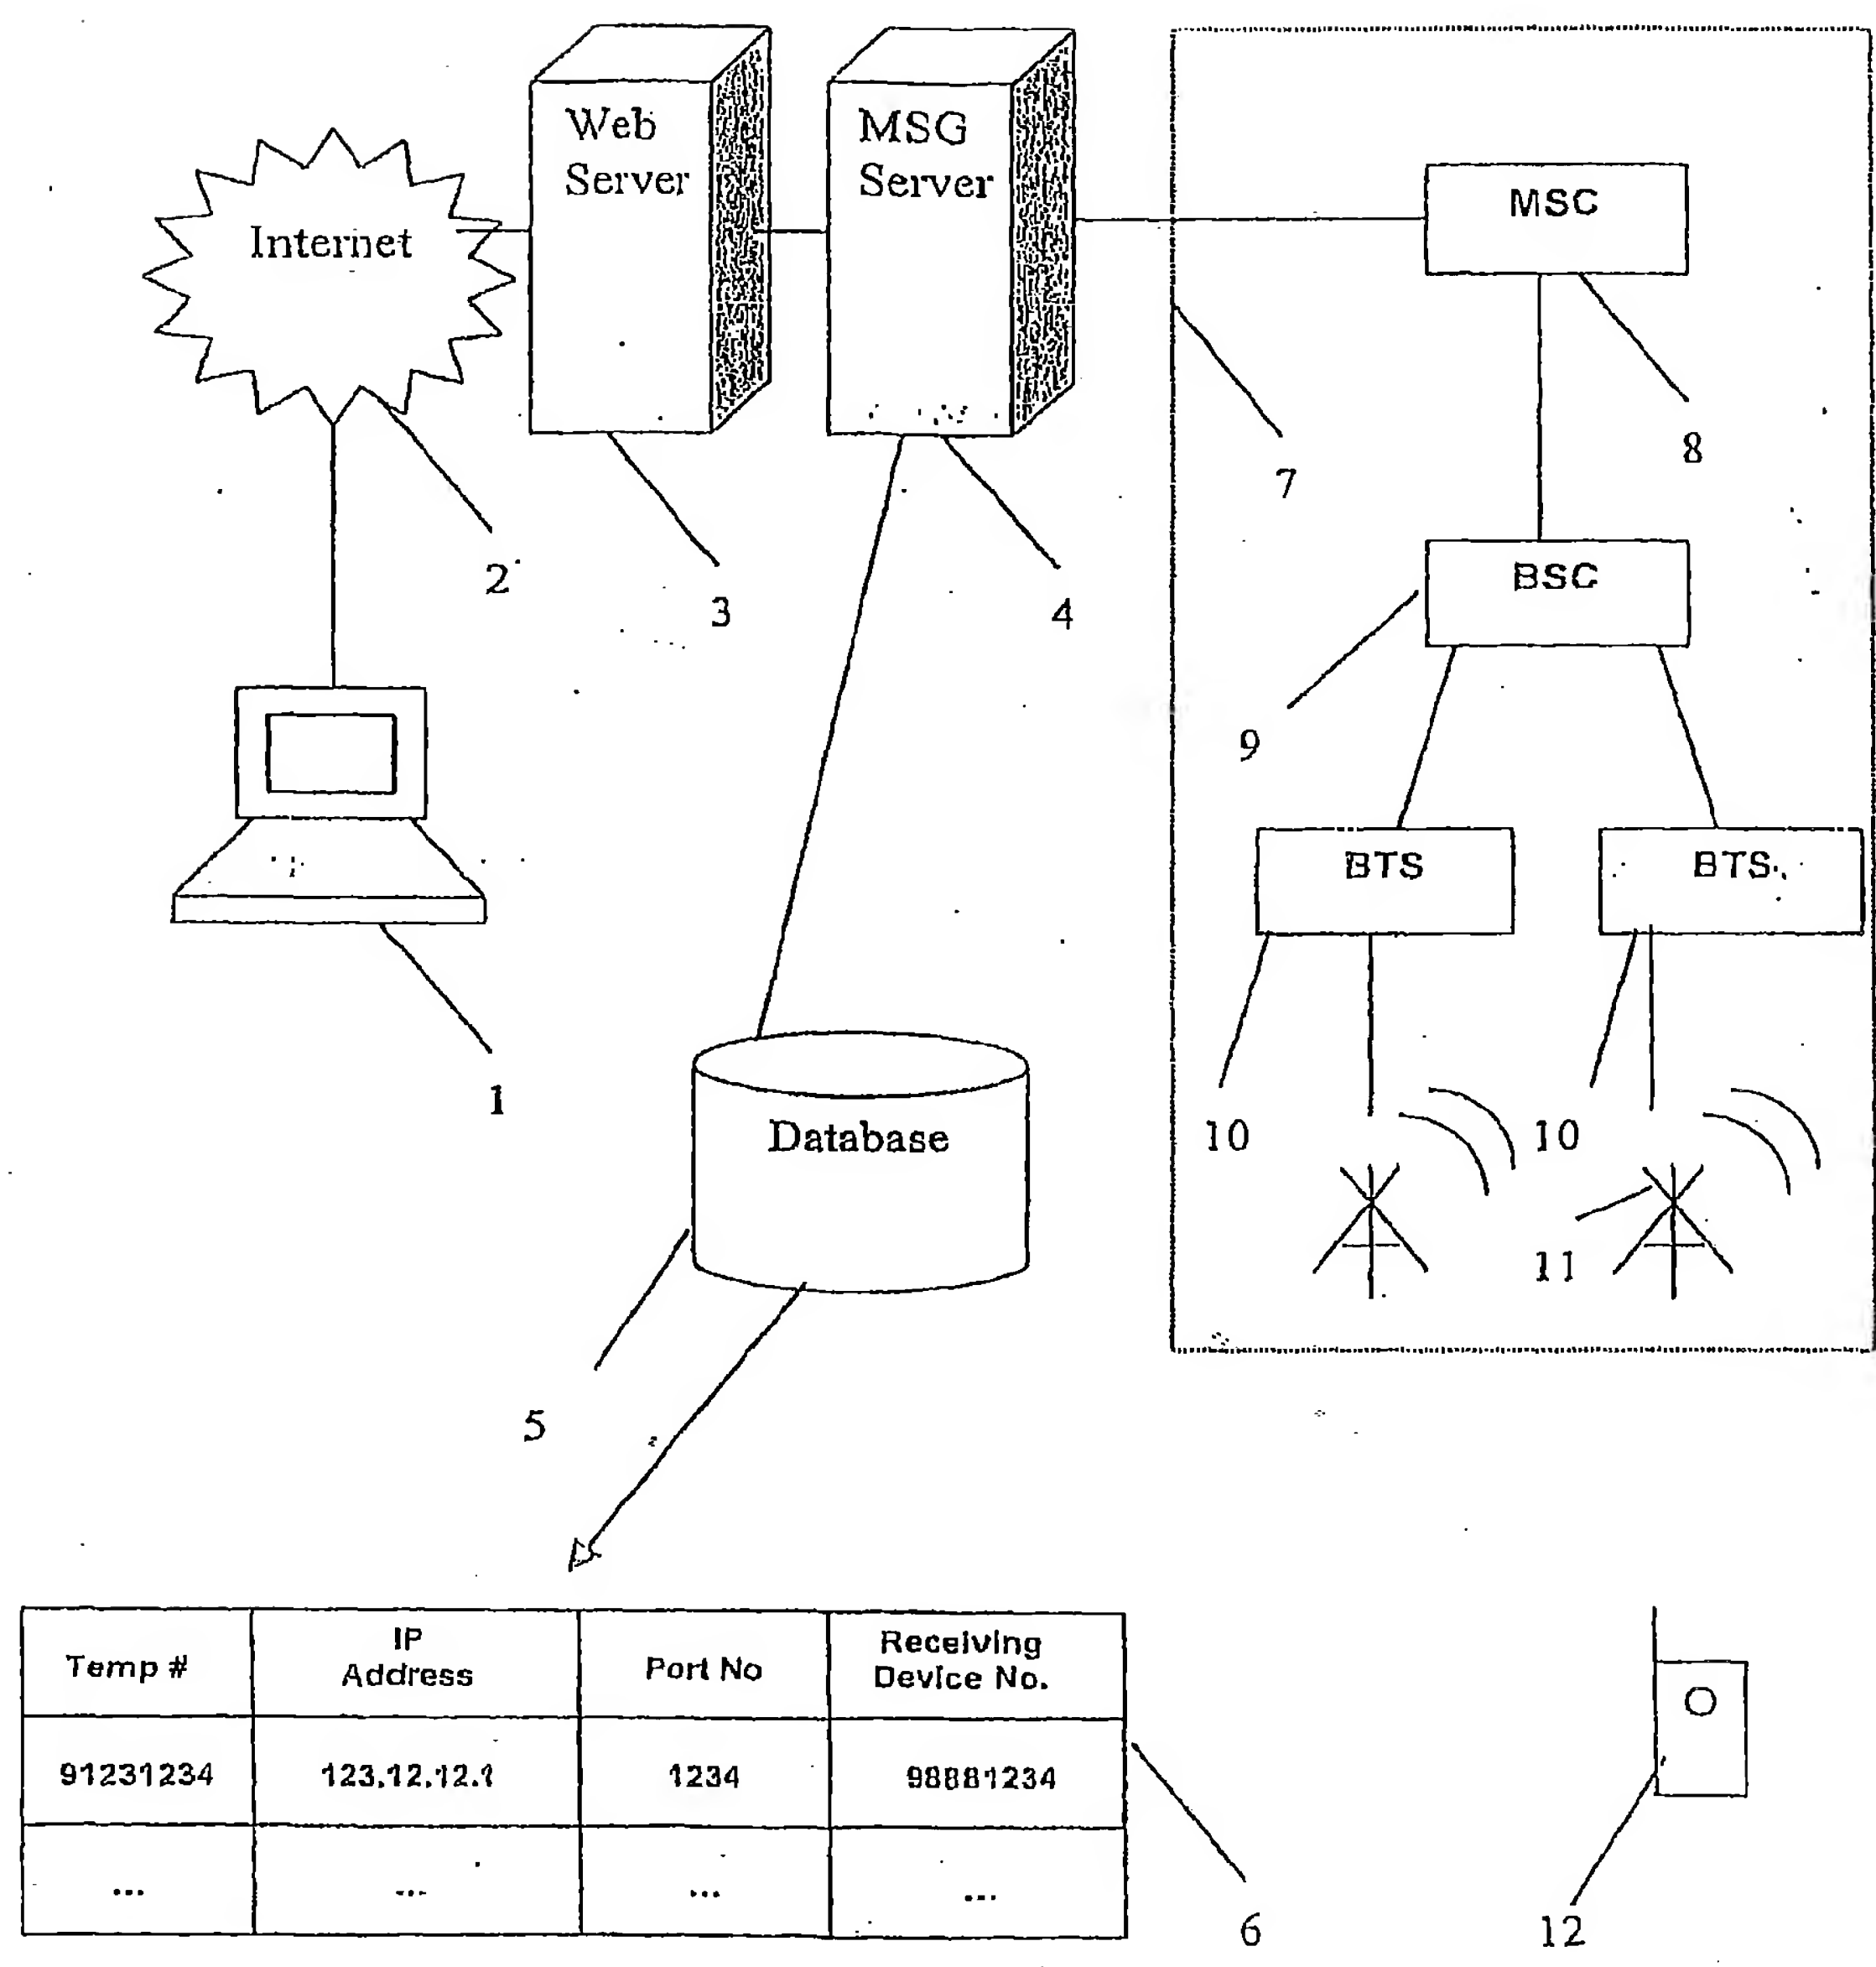 Web
Server
MSG
Server
MSC
Internet
8
7
2
3
4
BSC
9
BTS
BTS
1
10
10
Database
11
5
Temp #
IP
Address
Port No
Receiving
Device No.
91231234
123.12.12.1
1234
98881234
...
...
...
...
6
12